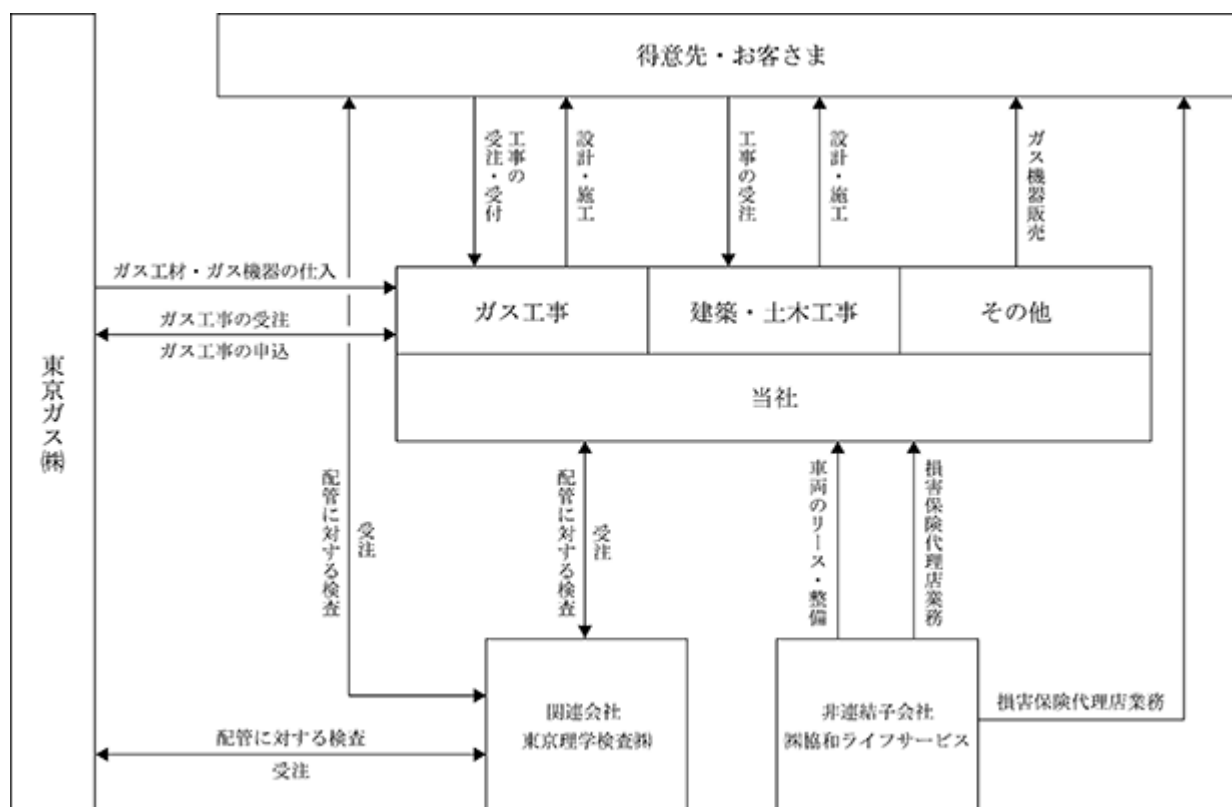 得意先・お客さま
工事の
受注・受付
設計・施工
工事の受注
設計・施工
ガス機器販売
ガス工材・ガス機器の仕入
ガス工事の受注
ガス工事の申込
東京ガス㈱
ガス工事
建築・土木工事
その他
当社
配管に対する検査
受注
配管に対する検査
受注
車両のリース・整備
損害保険代理店業務
関連会社
東京理学検査㈱
非連結子会社
㈱協和ライフサービス
損害保険代理店業務
配管に対する検査
受注